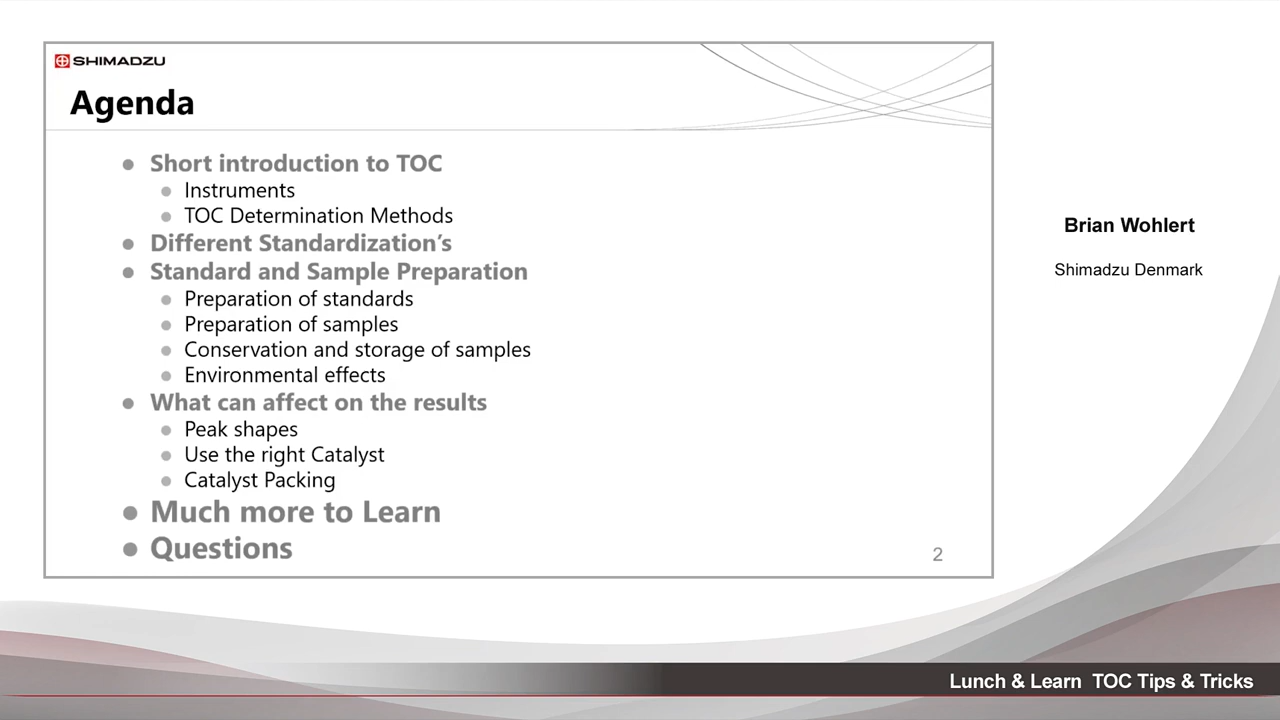 SHIMADZU
Agenda
Short introduction to TOC
Instruments
TOC Determination Methods
Different Standardization’s
Standard and Sample Preparation
Preparation of standards
Preparation of samples
Conservation and storage of samples
Environmental effects
What can affect on the results
Peak shapes
Use the right Catalyst
Catalyst Packing
Much more to Learn
Questions
2
Brian Wohlert
Shimadzu Denmark
Lunch & Learn TOC Tips & Tricks